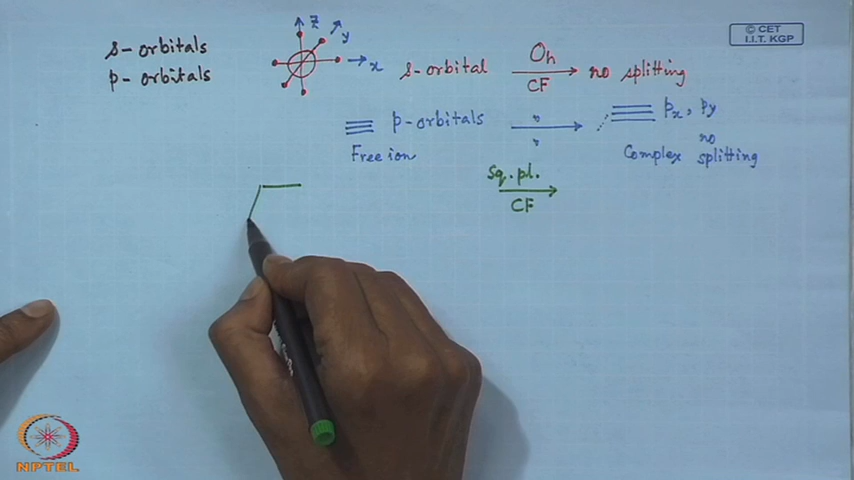 s-orbitals
p-orbitals
z
y
x
s-orbital Oh CF no splitting
p-orbitals " " px, py
Free ion Complex no splitting
Sq. pl.
CF
© CET
I.I.T. KGP
NPTEL